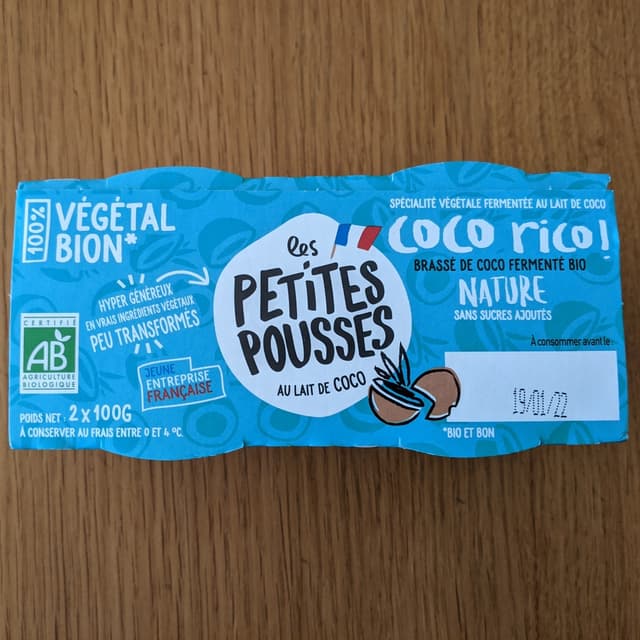 100%
VÉGÉTAL
BION*
HYPER GÉNÉREUX
EN VRAIS INGRÉDIENTS VÉGÉTAUX
PEU TRANSFORMÉS
CERTIFIÉ
AB
AGRICULTURE
BIOLOGIQUE
JEUNE
ENTREPRISE
FRANÇAISE
POIDS NET : 2 x 100G
À CONSERVER AU FRAIS ENTRE 0 ET 4 °C.
les
PETITES
POUSSES
AU LAIT DE COCO
SPÉCIALITÉ VÉGÉTALE FERMENTÉE AU LAIT DE COCO
COCO rico!
BRASSÉ DE COCO FERMENTÉ BIO
NATURE
SANS SUCRES AJOUTÉS
À consommer avant le :
19/01/22
*BIO ET BON